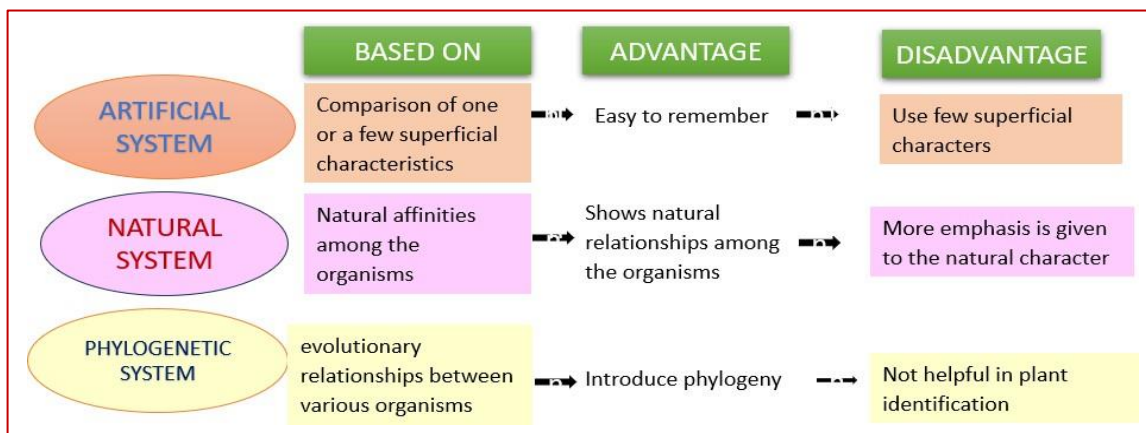 BASED ON
ADVANTAGE
DISADVANTAGE
ARTIFICIAL
SYSTEM
Comparison of one
or a few superficial
characteristics
Easy to remember
Use few superficial
characters
NATURAL
SYSTEM
Natural affinities
among the
organisms
Shows natural
relationships among
the organisms
More emphasis is given
to the natural character
PHYLOGENETIC
SYSTEM
evolutionary
relationships between
various organisms
Introduce phylogeny
Not helpful in plant
identification